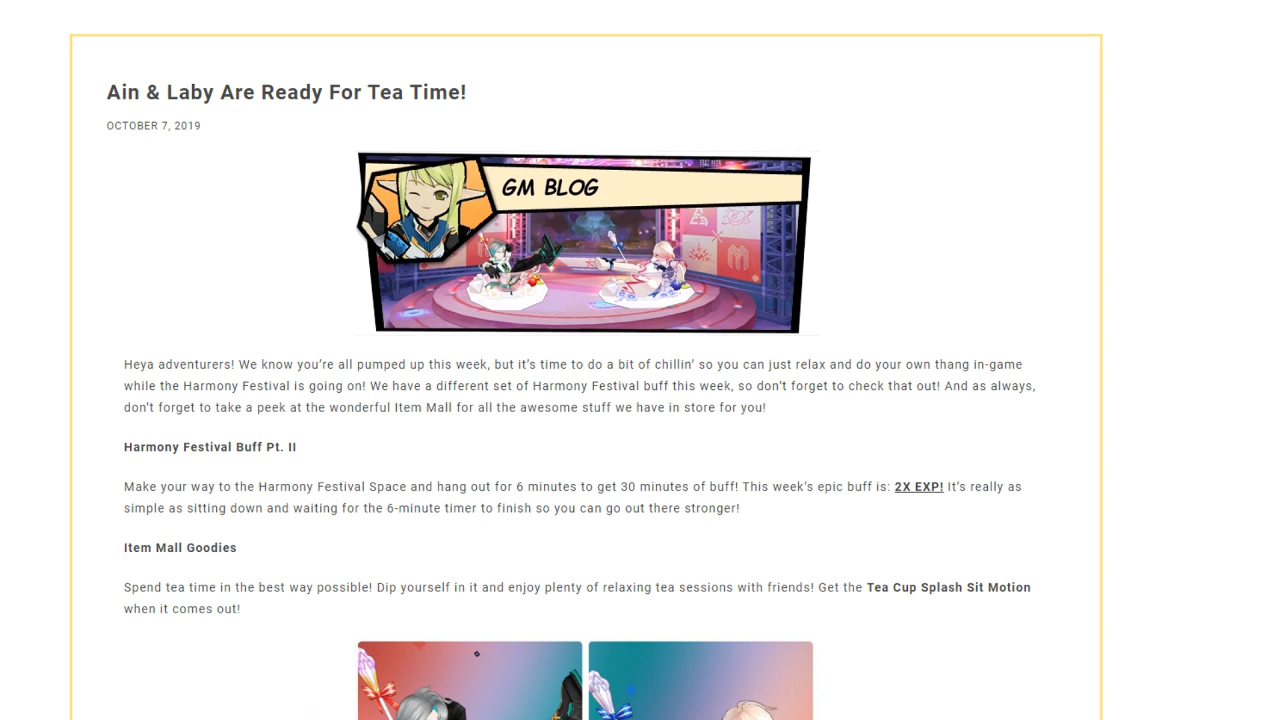 Ain & Laby Are Ready For Tea Time!
OCTOBER 7, 2019
GM BLOG
Heya adventurers! We know you’re all pumped up this week, but it’s time to do a bit of chillin’ so you can just relax and do your own thang in-game
while the Harmony Festival is going on! We have a different set of Harmony Festival buff this week, so don’t forget to check that out! And as always,
don’t forget to take a peek at the wonderful Item Mall for all the awesome stuff we have in store for you!
Harmony Festival Buff Pt. II
Make your way to the Harmony Festival Space and hang out for 6 minutes to get 30 minutes of buff! This week’s epic buff is: 2X EXP! It’s really as
simple as sitting down and waiting for the 6-minute timer to finish so you can go out there stronger!
Item Mall Goodies
Spend tea time in the best way possible! Dip yourself in it and enjoy plenty of relaxing tea sessions with friends! Get the Tea Cup Splash Sit Motion
when it comes out!